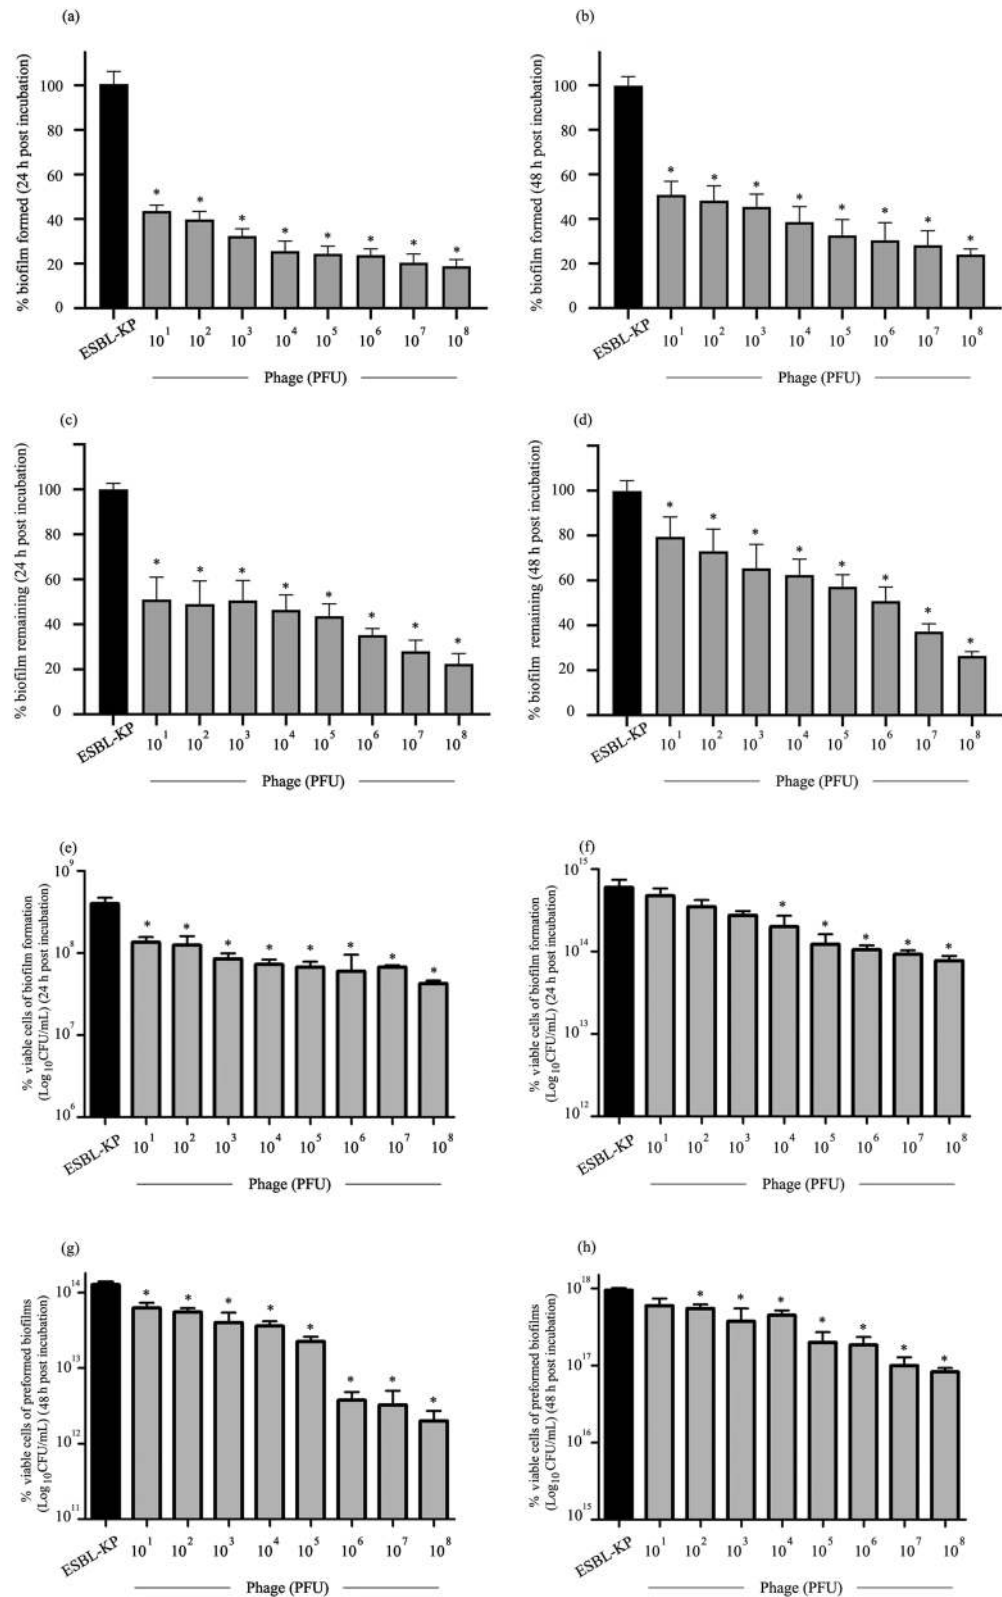 (a)
% biofilm formed (24 h post incubation)
100
80
60
40
20
0
* * * * * * * *
ESBL-KP 10¹ 10² 10³ 10⁴ 10⁵ 10⁶ 10⁷ 10⁸
Phage (PFU)
(b)
% biofilm formed (48 h post incubation)
100
80
60
40
20
0
* * * * * * * *
ESBL-KP 10¹ 10² 10³ 10⁴ 10⁵ 10⁶ 10⁷ 10⁸
Phage (PFU)
(c)
% biofilm remaining (24 h post incubation)
100
80
60
40
20
0
* * * * * * * *
ESBL-KP 10¹ 10² 10³ 10⁴ 10⁵ 10⁶ 10⁷ 10⁸
Phage (PFU)
(d)
% biofilm remaining (48 h post incubation)
100
80
60
40
20
0
* * * * * * * *
ESBL-KP 10¹ 10² 10³ 10⁴ 10⁵ 10⁶ 10⁷ 10⁸
Phage (PFU)
(e)
% viable cells of biofilm formation
(Log₁₀CFU/mL) (24 h post incubation)
10⁹
10⁸
10⁷
10⁶
* * * * * * * *
ESBL-KP 10¹ 10² 10³ 10⁴ 10⁵ 10⁶ 10⁷ 10⁸
Phage (PFU)
(f)
% viable cells of biofilm formation
(Log₁₀CFU/mL) (24 h post incubation)
10¹⁵
10¹⁴
10¹³
10¹²
* * * * *
ESBL-KP 10¹ 10² 10³ 10⁴ 10⁵ 10⁶ 10⁷ 10⁸
Phage (PFU)
(g)
% viable cells of preformed biofilms
(Log₁₀CFU/mL) (48 h post incubation)
10¹⁴
10¹³
10¹²
10¹¹
* * * * * * * *
ESBL-KP 10¹ 10² 10³ 10⁴ 10⁵ 10⁶ 10⁷ 10⁸
Phage (PFU)
(h)
% viable cells of preformed biofilms
(Log₁₀CFU/mL) (48 h post incubation)
10¹⁸
10¹⁷
10¹⁶
10¹⁵
* * * * * * *
ESBL-KP 10¹ 10² 10³ 10⁴ 10⁵ 10⁶ 10⁷ 10⁸
Phage (PFU)